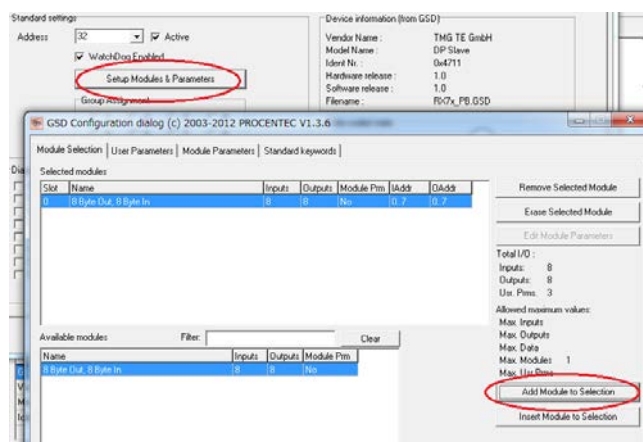 Standard settings
Address 32 Active
WatchDog Enabled
Setup Modules & Parameters
Group Assignment
Device information (from GSD)
Vendor Name : TMG TE GmbH
Model Name : DP Slave
Ident Nr. : 0x4711
Hardware release : 1.0
Software release : 1.0
Filename : RX7x_PB.GSD
GSD Configuration dialog (c) 2003-2012 PROCENTEC V1.3.6
Module Selection User Parameters Module Parameters Standard keywords
Dia
Selected modules
Slot Name Inputs Outputs Module Prm IAddr OAddr
0 8 Byte Out, 8 Byte In 8 8 No 0..7 0..7
Remove Selected Module
Erase Selected Module
Edit Module Parameters
Total I/O :
Inputs: 8
Outputs: 8
Usr. Prms. 3
Allowed maximum values:
Max. Inputs
Max. Outputs
Max. Data
Max. Modules 1
Max. Usr Prms
Available modules Filter: Clear
Name Inputs Outputs Module Prm
8 Byte Out, 8 Byte In 8 8 No
Add Module to Selection
Insert Module to Selection